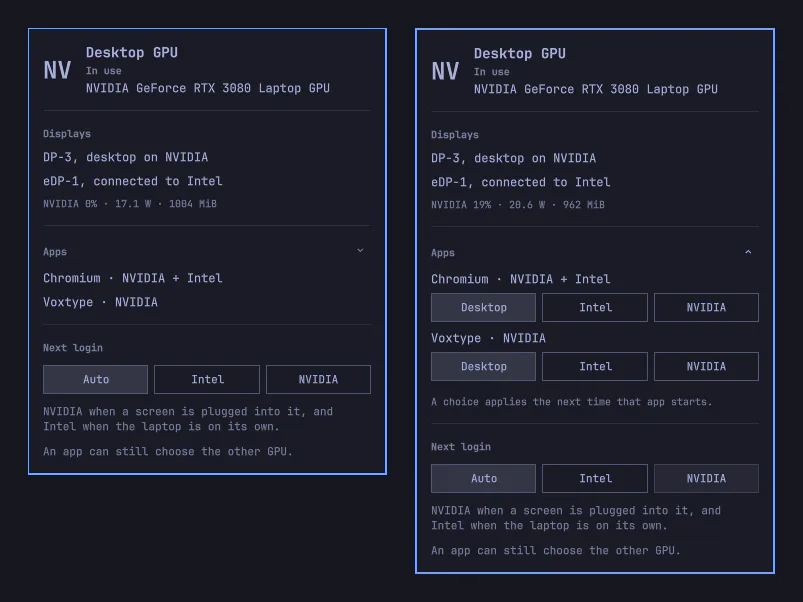 NV
Desktop GPU
In use
NVIDIA GeForce RTX 3080 Laptop GPU
Displays
DP-3, desktop on NVIDIA
eDP-1, connected to Intel
NVIDIA 0% · 17.1 W · 1004 MiB
Apps
Chromium · NVIDIA + Intel
Voxtype · NVIDIA
Next login
Auto Intel NVIDIA
NVIDIA when a screen is plugged into it, and
Intel when the laptop is on its own.
An app can still choose the other GPU.
NV
Desktop GPU
In use
NVIDIA GeForce RTX 3080 Laptop GPU
Displays
DP-3, desktop on NVIDIA
eDP-1, connected to Intel
NVIDIA 19% · 20.6 W · 962 MiB
Apps
Chromium · NVIDIA + Intel
Desktop Intel NVIDIA
Voxtype · NVIDIA
Desktop Intel NVIDIA
A choice applies the next time that app starts.
Next login
Auto Intel NVIDIA
NVIDIA when a screen is plugged into it, and
Intel when the laptop is on its own.
An app can still choose the other GPU.